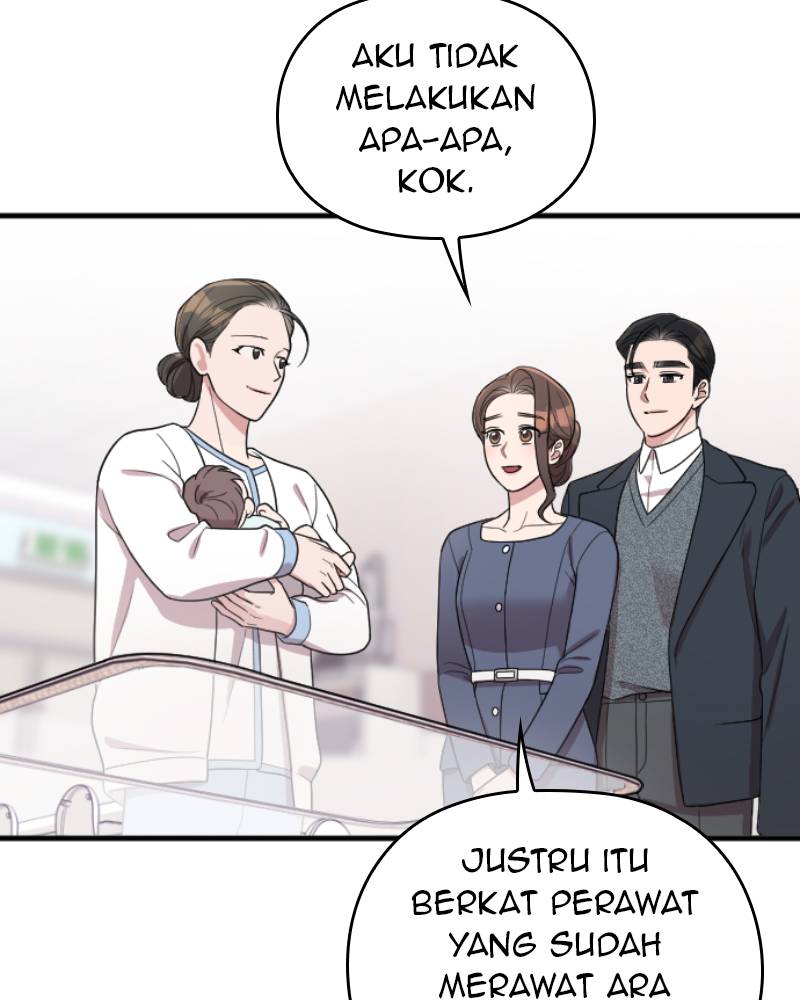 AKU TIDAK
MELAKUKAN
APA-APA,
KOK.
JUSTRU ITU
BERKAT PERAWAT
YANG SUDAH
MERAWAT ARA